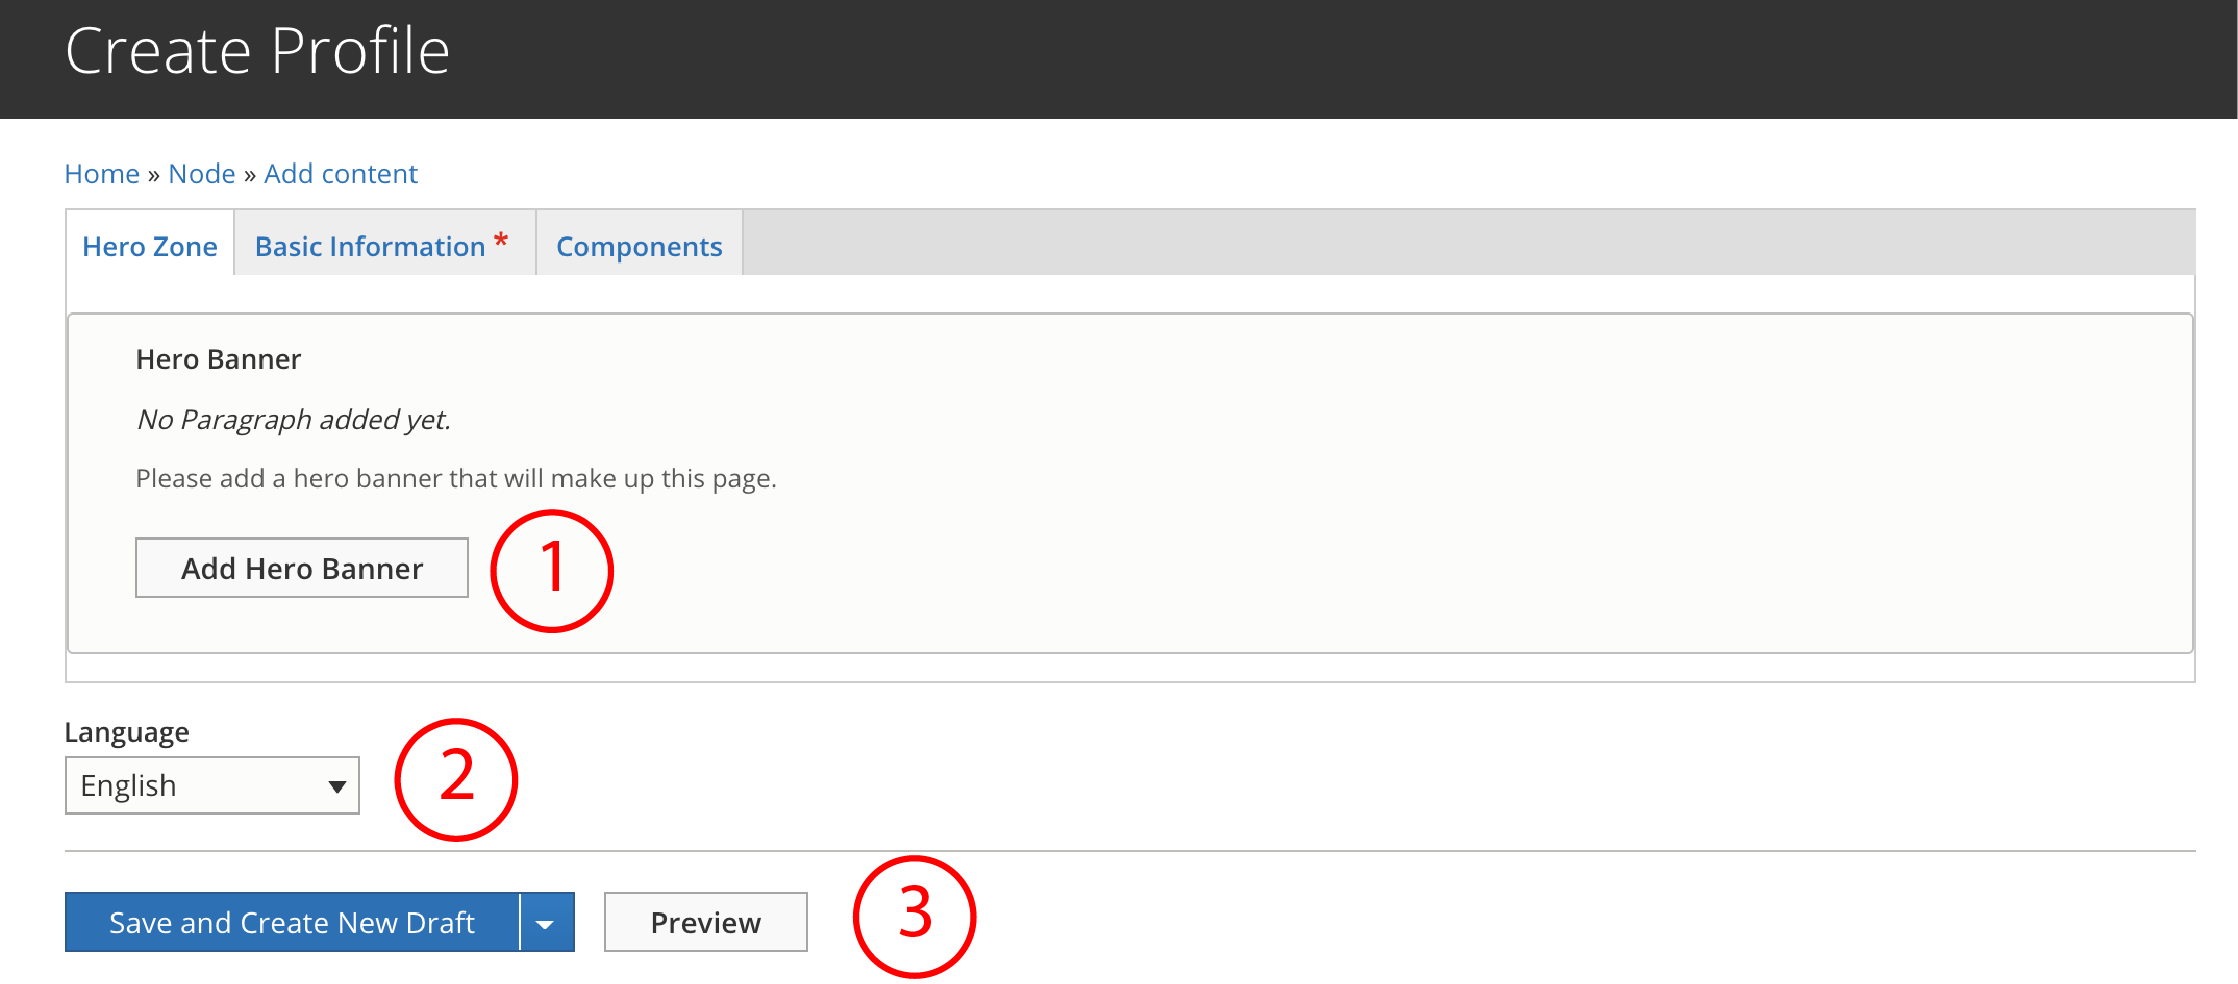 Create Profile
Home » Node » Add content
Hero Zone
Basic Information *
Components
Hero Banner
No Paragraph added yet.
Please add a hero banner that will make up this page.
Add Hero Banner
1
Language
English
2
Save and Create New Draft
Preview
3